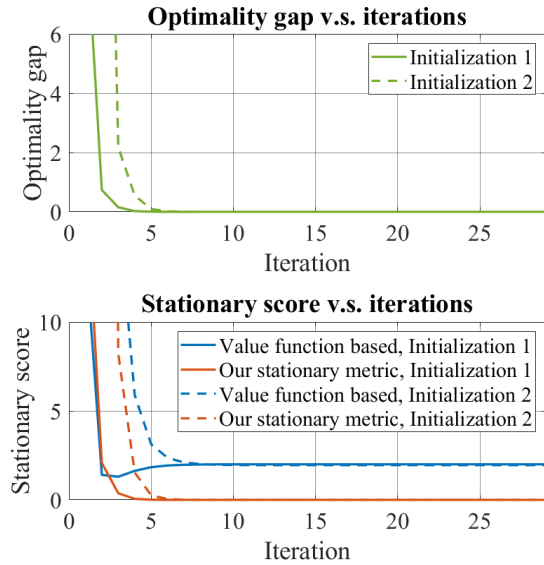 Optimality gap v.s. iterations
Optimality gap
6
4
2
0
Initialization 1
Initialization 2
0 5 10 15 20 25
Iteration
Stationary score v.s. iterations
Stationary score
10
5
0
Value function based, Initialization 1
Our stationary metric, Initialization 1
Value function based, Initialization 2
Our stationary metric, Initialization 2
0 5 10 15 20 25
Iteration